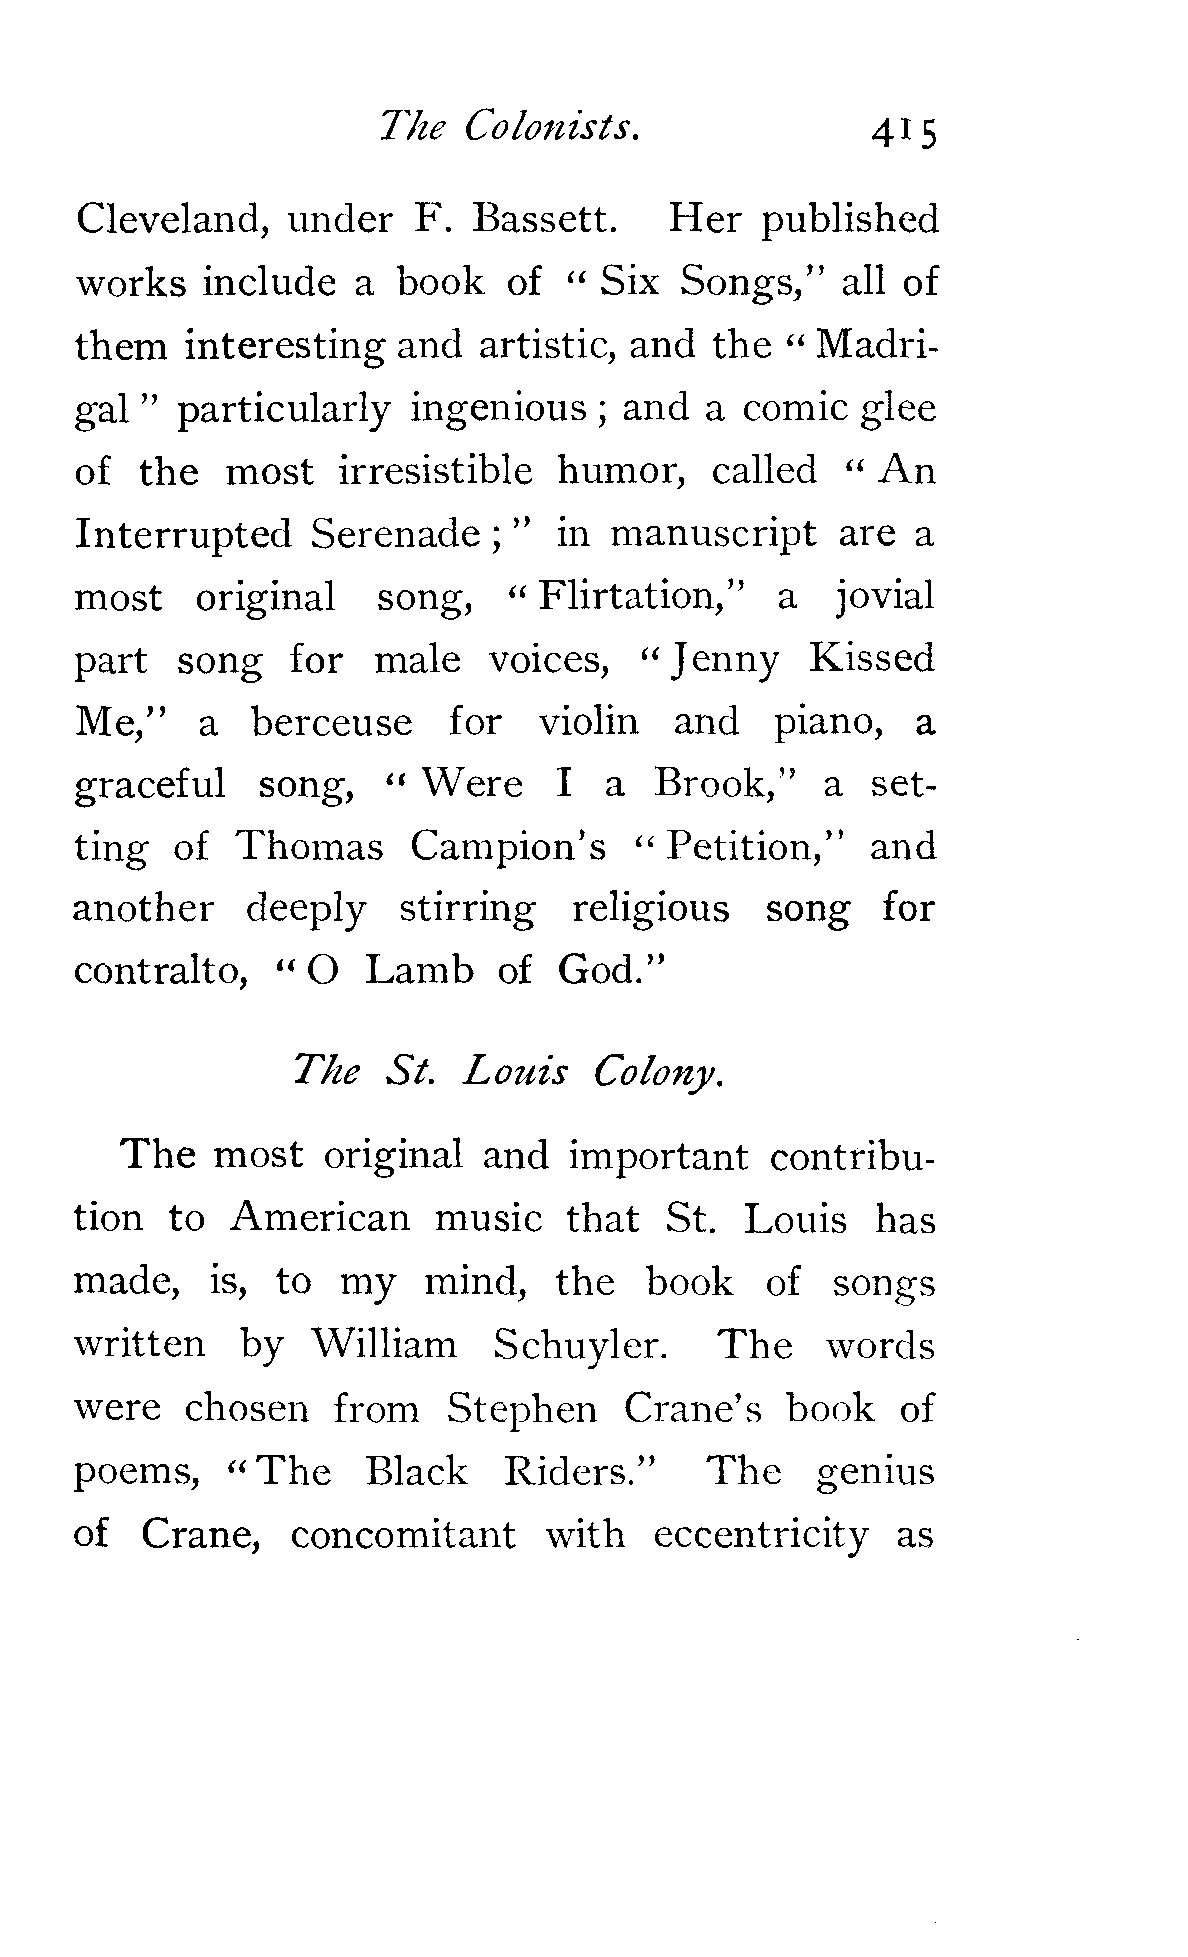 The Colonists. 415
Cleveland, under F. Bassett. Her published
works include a book of " Six Songs," all of
them interesting and artistic, and the " Madri-
gal " particularly ingenious ; and a comic glee
of the most irresistible humor, called " An
Interrupted Serenade ; " in manuscript are a
most original song, " Flirtation," a jovial
part song for male voices, " Jenny Kissed
Me," a berceuse for violin and piano, a
graceful song, " Were I a Brook," a set-
ting of Thomas Campion's " Petition," and
another deeply stirring religious song for
contralto, " O Lamb of God."
The St. Louis Colony.
The most original and important contribu-
tion to American music that St. Louis has
made, is, to my mind, the book of songs
written by William Schuyler. The words
were chosen from Stephen Crane's book of
poems, " The Black Riders." The genius
of Crane, concomitant with eccentricity as